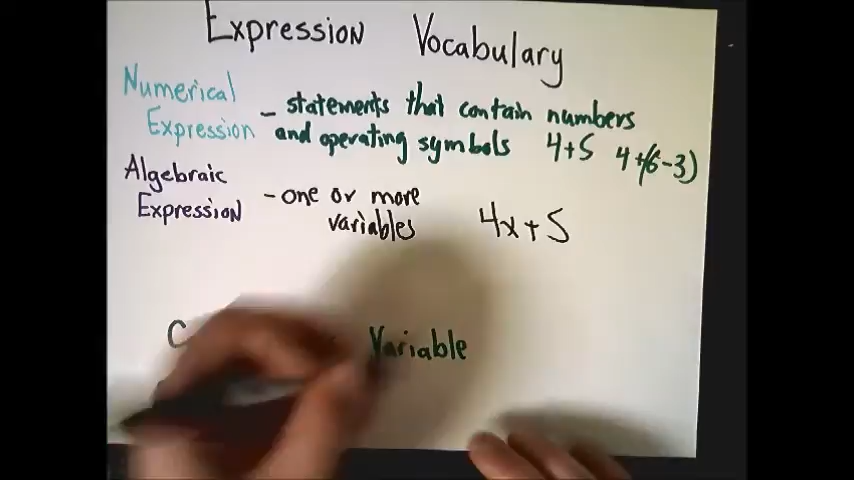 Expression Vocabulary
Numerical Expression - statements that contain numbers
and operating symbols 4+5 4+(6-3)
Algebraic Expression - one or more
variables 4x+5
C
Variable